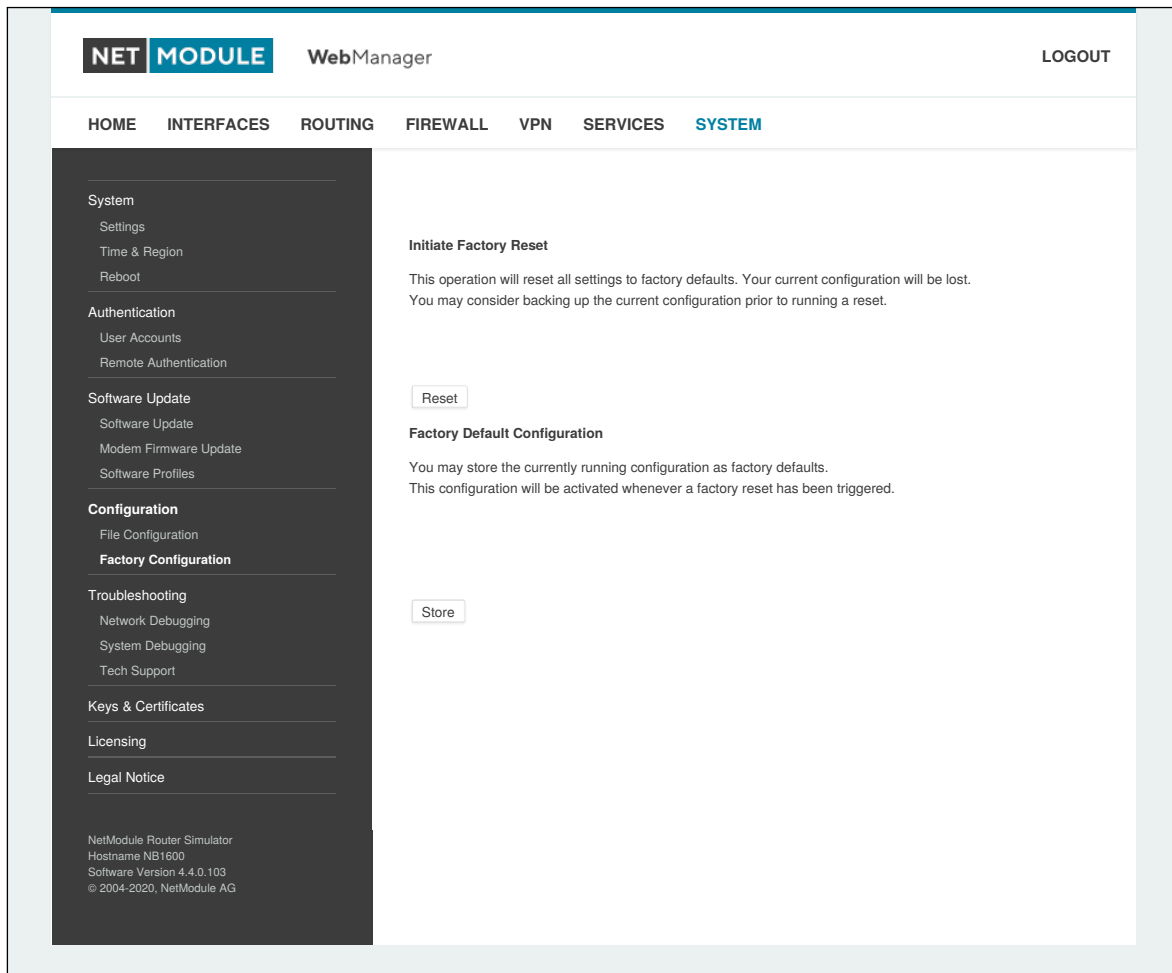 NET MODULE WebManager LOGOUT
HOME INTERFACES ROUTING FIREWALL VPN SERVICES SYSTEM
System
Settings
Time & Region
Reboot
Authentication
User Accounts
Remote Authentication
Software Update
Software Update
Modem Firmware Update
Software Profiles
Configuration
File Configuration
Factory Configuration
Troubleshooting
Network Debugging
System Debugging
Tech Support
Keys & Certificates
Licensing
Legal Notice
NetModule Router Simulator
Hostname NB1600
Software Version 4.4.0.103
© 2004-2020, NetModule AG
Initiate Factory Reset
This operation will reset all settings to factory defaults. Your current configuration will be lost.
You may consider backing up the current configuration prior to running a reset.
Reset
Factory Default Configuration
You may store the currently running configuration as factory defaults.
This configuration will be activated whenever a factory reset has been triggered.
Store